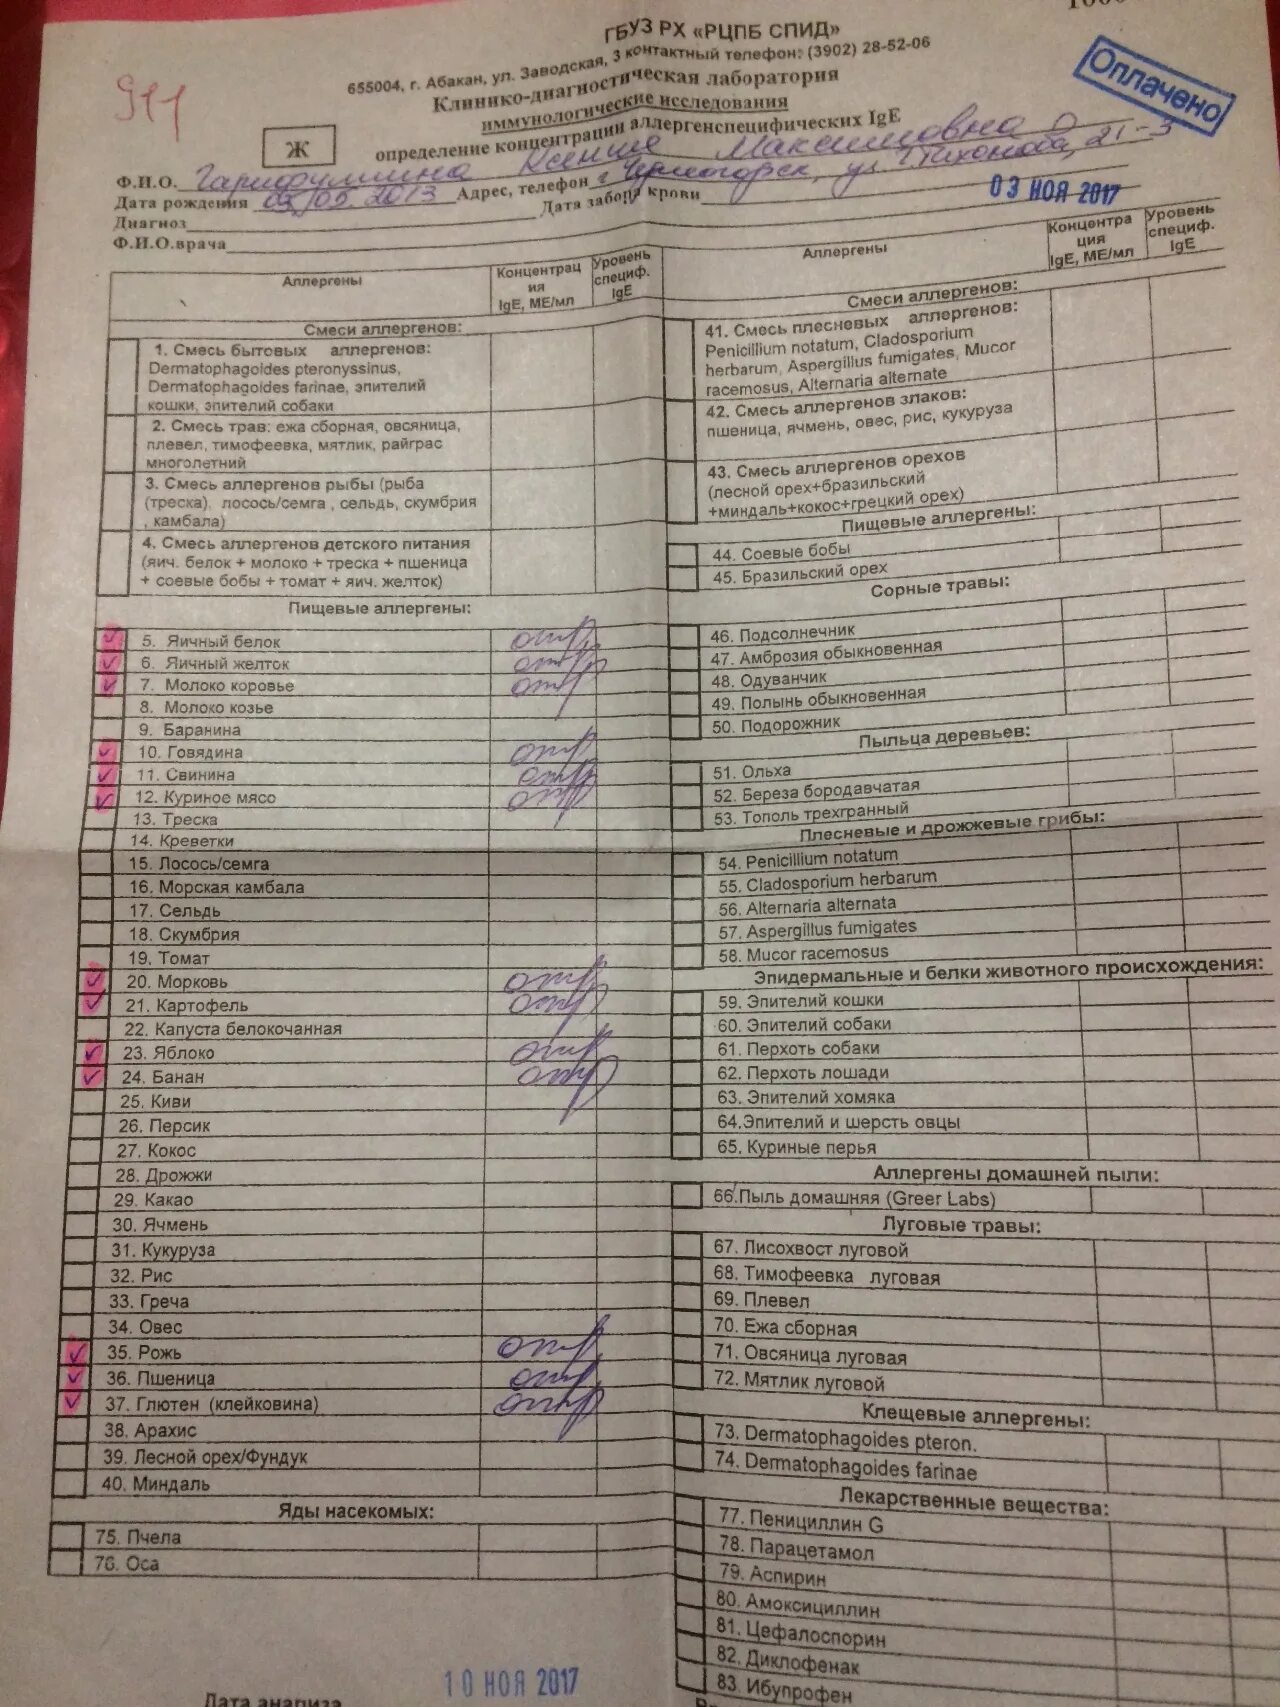 ГБУЗ РХ «РЦПБ СПИД»
655004, г. Абакан, ул. Заводская, 3 контактный телефон: (3902) 28-52-06
Клинико-диагностическая лаборатория
иммунологические исследования
определение концентрации аллергенспецифических IgE
Оплачено
911
Ж
Ф.И.О. Гарифуллина Ксения Максимовна
Дата рождения 05.05.2013 Адрес, телефон г Черногорск, ул. Г. Тихонова, 21-3
Диагноз Дата забора крови 03 НОЯ 2017
Ф.И.О.врача
Аллергены
Концентрац
ия
IgE, МЕ/мл
Уровень
специф.
IgE
Смеси аллергенов:
1. Смесь бытовых аллергенов:
Dermatophagoides pteronyssinus,
Dermatophagoides farinae, эпителий
кошки, эпителий собаки
2. Смесь трав: ежа сборная, овсяница,
плевел, тимофеевка, мятлик, райграс
многолетний
3. Смесь аллергенов рыбы (рыба
(треска), лосось/семга , сельдь, скумбрия
, камбала)
4. Смесь аллергенов детского питания
(яич. белок + молоко + треска + пшеница
+ соевые бобы + томат + яич. желток)
Пищевые аллергены:
5. Яичный белок отр.
6. Яичный желток отр
7. Молоко коровье отр
8. Молоко козье
9. Баранина
10. Говядина отр
11. Свинина отр
12. Куриное мясо отр
13. Треска
14. Креветки
15. Лосось/семга
16. Морская камбала
17. Сельдь
18. Скумбрия
19. Томат
20. Морковь отр
21. Картофель отр
22. Капуста белокочанная
23. Яблоко отр
24. Банан отр
25. Киви
26. Персик
27. Кокос
28. Дрожжи
29. Какао
30. Ячмень
31. Кукуруза
32. Рис
33. Греча
34. Овес
35. Рожь отр
36. Пшеница отр
37. Глютен (клейковина) отр
38. Арахис
39. Лесной орех/Фундук
40. Миндаль
Яды насекомых:
75. Пчела
76. Оса
10 НОЯ 2017
Дата анализа
Аллергены
Концентра
ция
IgE, МЕ/мл
Уровень
специф.
IgE
Смеси аллергенов:
41. Смесь плесневых аллергенов:
Penicillium notatum, Cladosporium
herbarum, Aspergillus fumigates, Mucor
racemosus, Alternaria alternate
42. Смесь аллергенов злаков:
пшеница, ячмень, овес, рис, кукуруза
43. Смесь аллергенов орехов
(лесной орех+бразильский
+миндаль+кокос+грецкий орех)
Пищевые аллергены:
44. Соевые бобы
45. Бразильский орех
Сорные травы:
46. Подсолнечник
47. Амброзия обыкновенная
48. Одуванчик
49. Полынь обыкновенная
50. Подорожник
Пыльца деревьев:
51. Ольха
52. Береза бородавчатая
53. Тополь трехгранный
Плесневые и дрожжевые грибы:
54. Penicillium notatum
55. Cladosporium herbarum
56. Alternaria alternata
57. Aspergillus fumigates
58. Mucor racemosus
Эпидермальные и белки животного происхождения:
59. Эпителий кошки
60. Эпителий собаки
61. Перхоть собаки
62. Перхоть лошади
63. Эпителий хомяка
64.Эпителий и шерсть овцы
65. Куриные перья
Аллергены домашней пыли:
66.Пыль домашняя (Greer Labs)
Луговые травы:
67. Лисохвост луговой
68. Тимофеевка луговая
69. Плевел
70. Ежа сборная
71. Овсяница луговая
72. Мятлик луговой
Клещевые аллергены:
73. Dermatophagoides pteron.
74. Dermatophagoides farinae
Лекарственные вещества:
77. Пенициллин G
78. Парацетамол
79. Аспирин
80. Амоксициллин
81. Цефалоспорин
82. Диклофенак
83. Ибупрофен